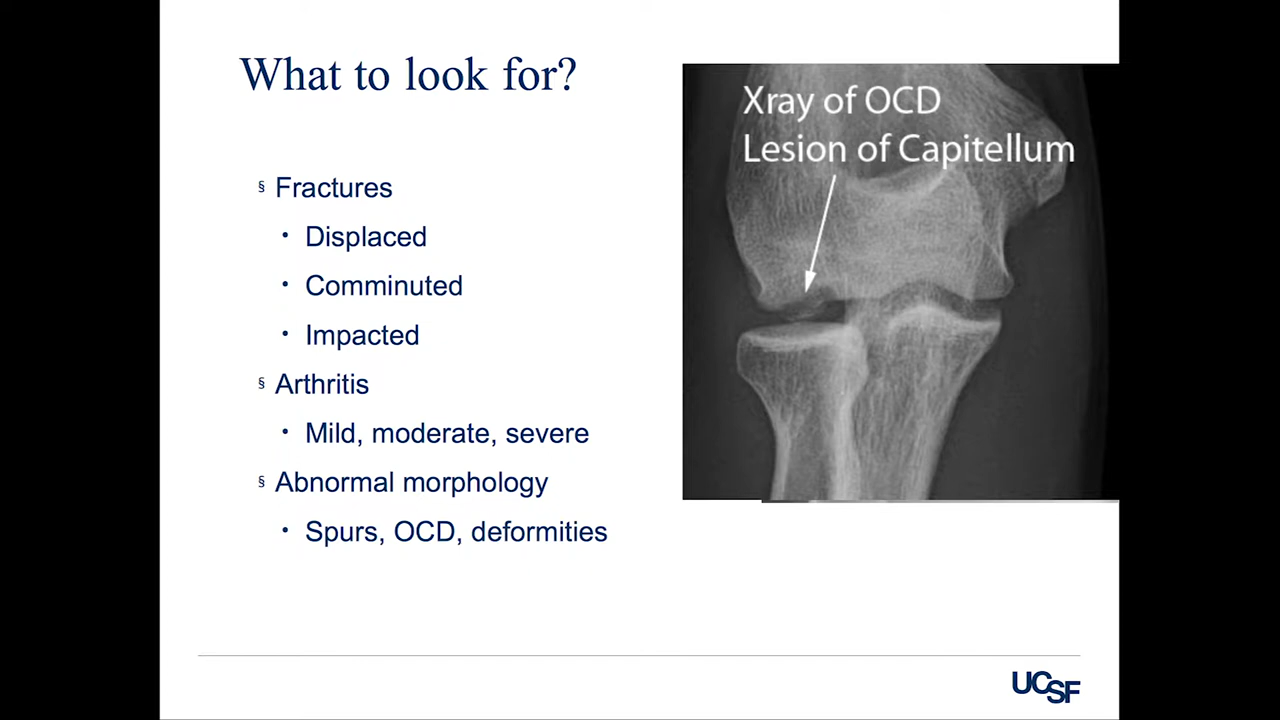 What to look for?
§ Fractures
• Displaced
• Comminuted
• Impacted
§ Arthritis
• Mild, moderate, severe
§ Abnormal morphology
• Spurs, OCD, deformities
Xray of OCD
Lesion of Capitellum
UCSF